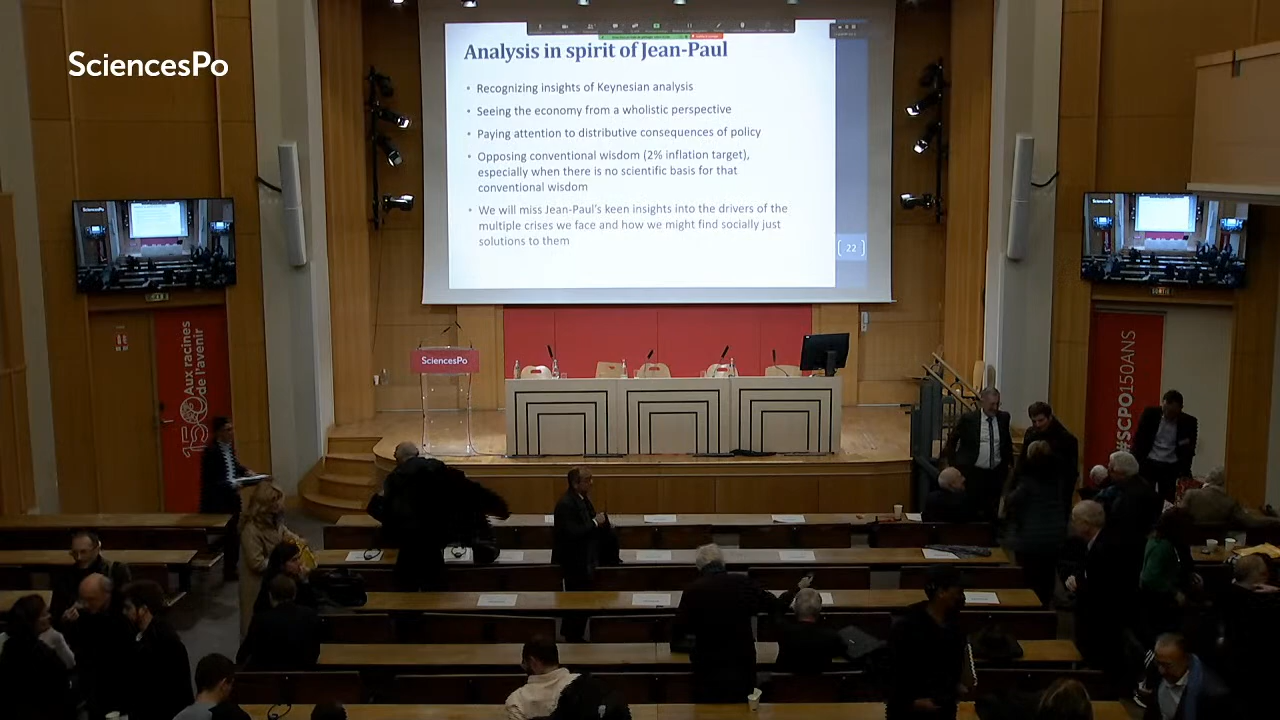 SciencesPo
Analysis in spirit of Jean-Paul
• Recognizing insights of Keynesian analysis
• Seeing the economy from a wholistic perspective
• Paying attention to distributive consequences of policy
• Opposing conventional wisdom (2% inflation target),
especially when there is no scientific basis for that
conventional wisdom
• We will miss Jean-Paul's keen insights into the drivers of the
multiple crises we face and how we might find socially just
solutions to them
22
SciencesPo
150
Aux racines
de l'avenir
#SCPO150ANS
SORTIE